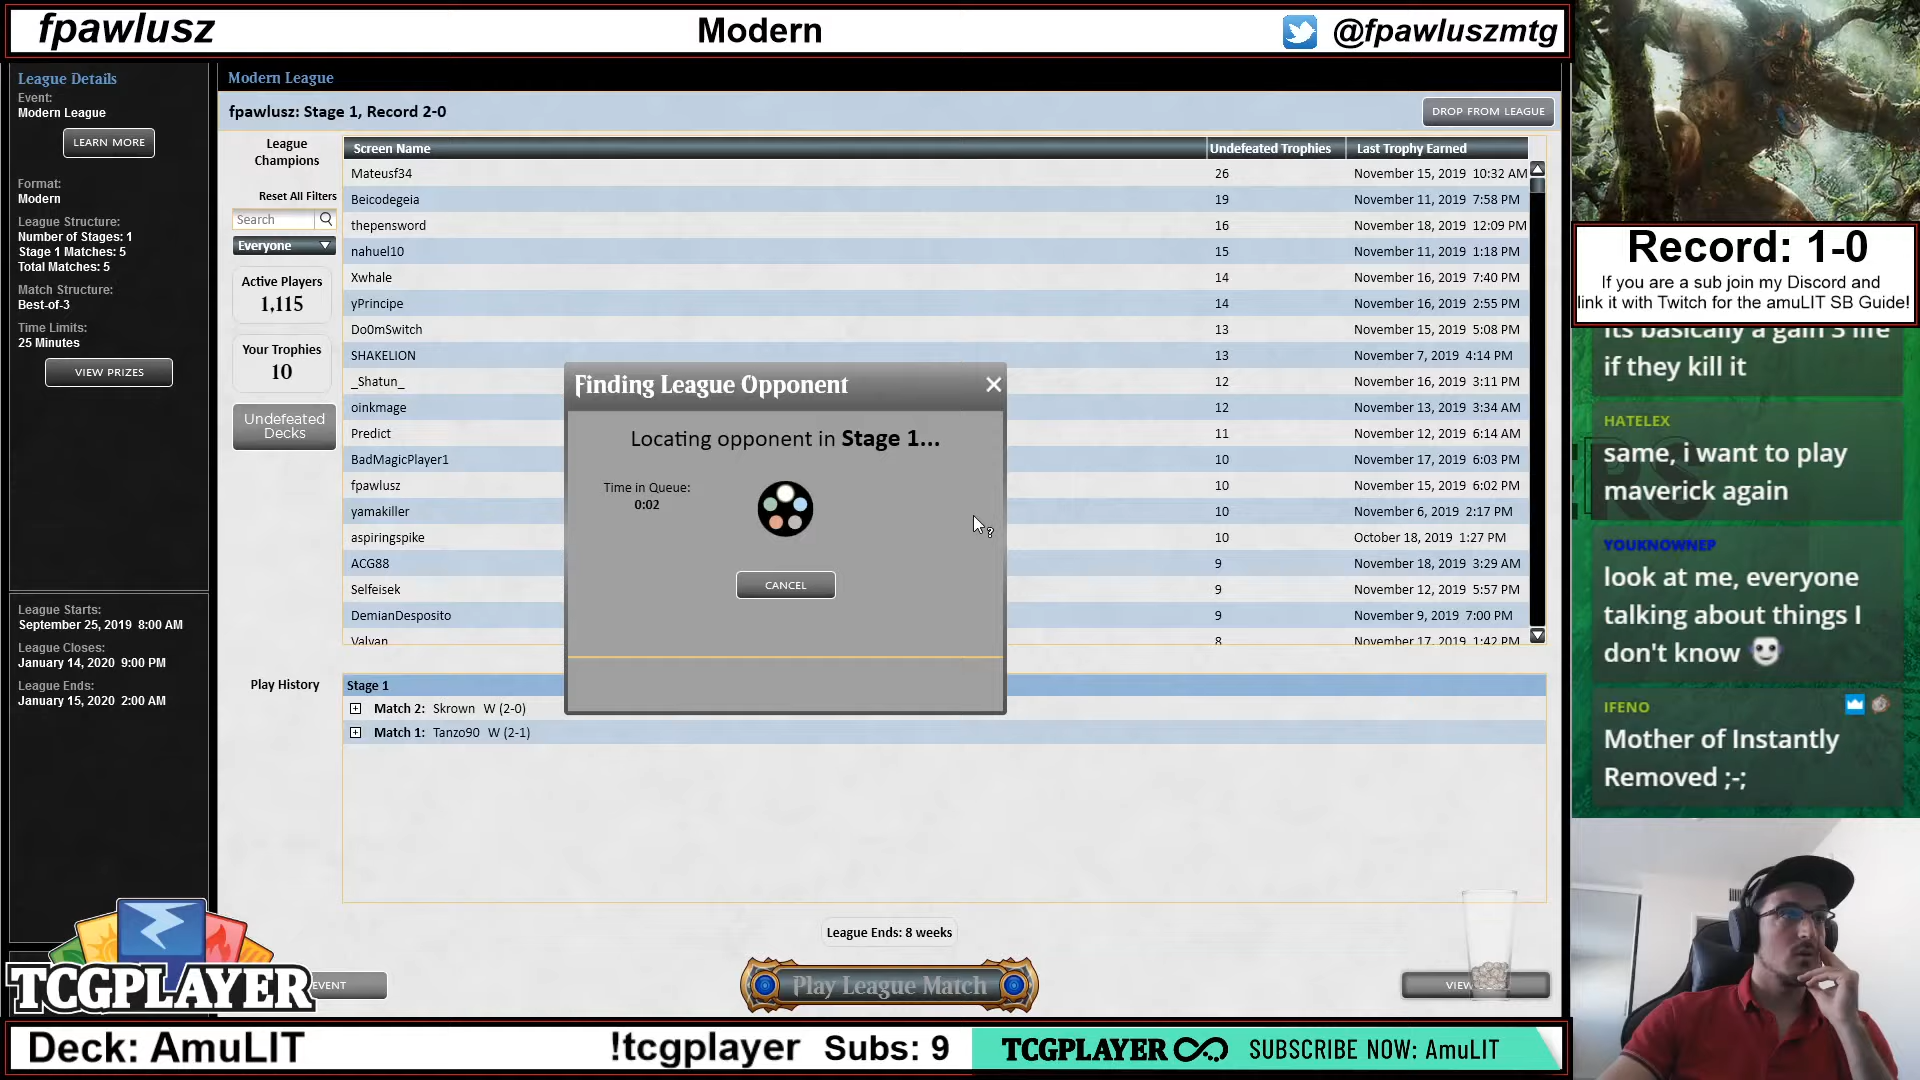 fpawlusz
Modern
@fpawluszmtg
League Details
Event:
Modern League
LEARN MORE
Format:
Modern
League Structure:
Number of Stages: 1
Stage 1 Matches: 5
Total Matches: 5
Match Structure:
Best-of-3
Time Limits:
25 Minutes
VIEW PRIZES
League Starts:
September 25, 2019 8:00 AM
League Closes:
January 14, 2020 9:00 PM
League Ends:
January 15, 2020 2:00 AM
Modern League
fpawlusz: Stage 1, Record 2-0
DROP FROM LEAGUE
League
Champions
Reset All Filters
Search
Everyone
Active Players
1,115
Your Trophies
10
Undefeated
Decks
Screen Name Undefeated Trophies Last Trophy Earned
Mateusf34 26 November 15, 2019 10:32 AM
Beicodegeia 19 November 11, 2019 7:58 PM
thepensword 16 November 18, 2019 12:09 PM
nahuel10 15 November 11, 2019 1:18 PM
Xwhale 14 November 16, 2019 7:40 PM
yPrincipe 14 November 16, 2019 2:55 PM
Do0mSwitch 13 November 15, 2019 5:08 PM
SHAKELION 13 November 7, 2019 4:14 PM
_Shatun_ 12 November 16, 2019 3:11 PM
oinkmage 12 November 13, 2019 3:34 AM
Predict 11 November 12, 2019 6:14 AM
BadMagicPlayer1 10 November 17, 2019 6:03 PM
fpawlusz 10 November 15, 2019 6:02 PM
yamakiller 10 November 6, 2019 2:17 PM
aspiringspike 10 October 18, 2019 1:27 PM
ACG88 9 November 18, 2019 3:29 AM
Selfeisek 9 November 12, 2019 5:57 PM
DemianDesposito 9 November 9, 2019 7:00 PM
Valvan 8 November 17, 2019 1:42 PM
Finding League Opponent
Locating opponent in Stage 1...
Time in Queue:
0:02
CANCEL
Play History
Stage 1
Match 2: Skrown W (2-0)
Match 1: Tanzo90 W (2-1)
League Ends: 8 weeks
Play League Match
EVENT
VIEW
TCGPLAYER
Record: 1-0
If you are a sub join my Discord and
link it with Twitch for the amuLIT SB Guide!
its basically a gain 3 life
if they kill it
HATELEX
same, i want to play
maverick again
YOUKNOWNEP
look at me, everyone
talking about things I
don't know
IFENO
Mother of Instantly
Removed ;-;
Deck: AmuLIT
!tcgplayer
Subs: 9
TCGPLAYER
SUBSCRIBE NOW: AmuLIT